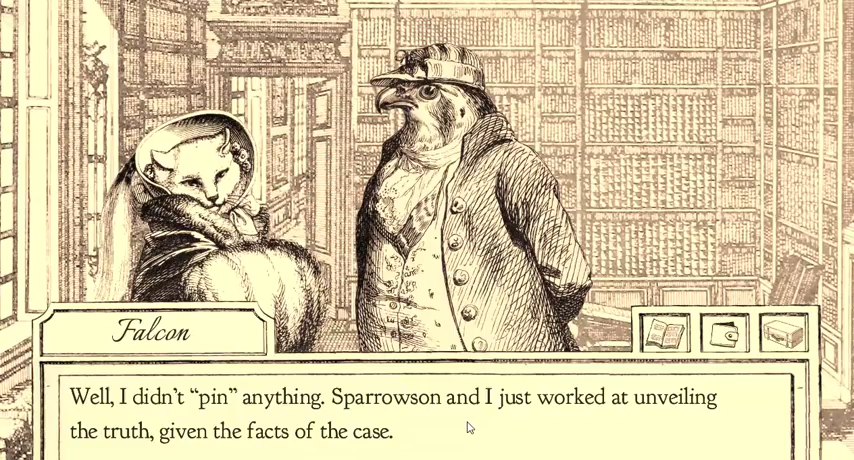 Falcon
Well, I didn't “pin” anything. Sparrowson and I just worked at unveiling
the truth, given the facts of the case.